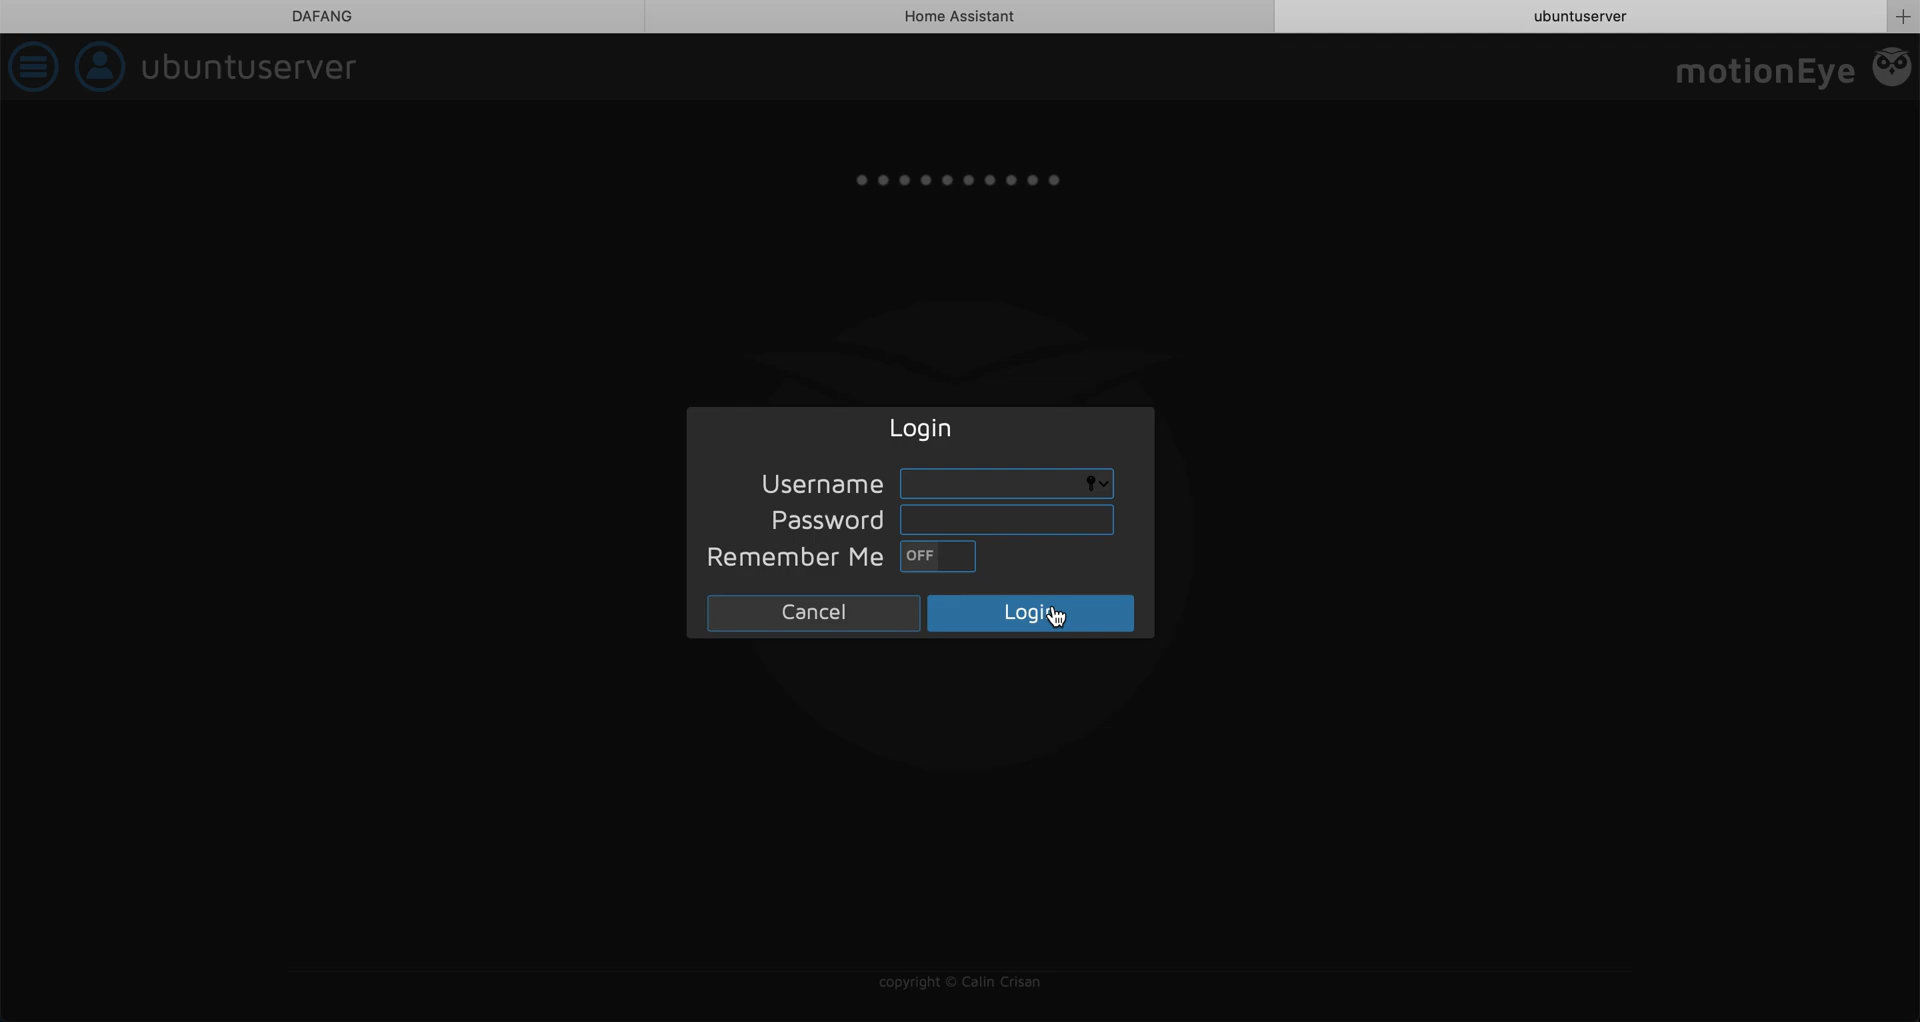 DAFANG
Home Assistant
ubuntuserver
ubuntuserver
motionEye
Login
Username
Password
Remember Me OFF
Cancel
Login
copyright © Calin Crisan